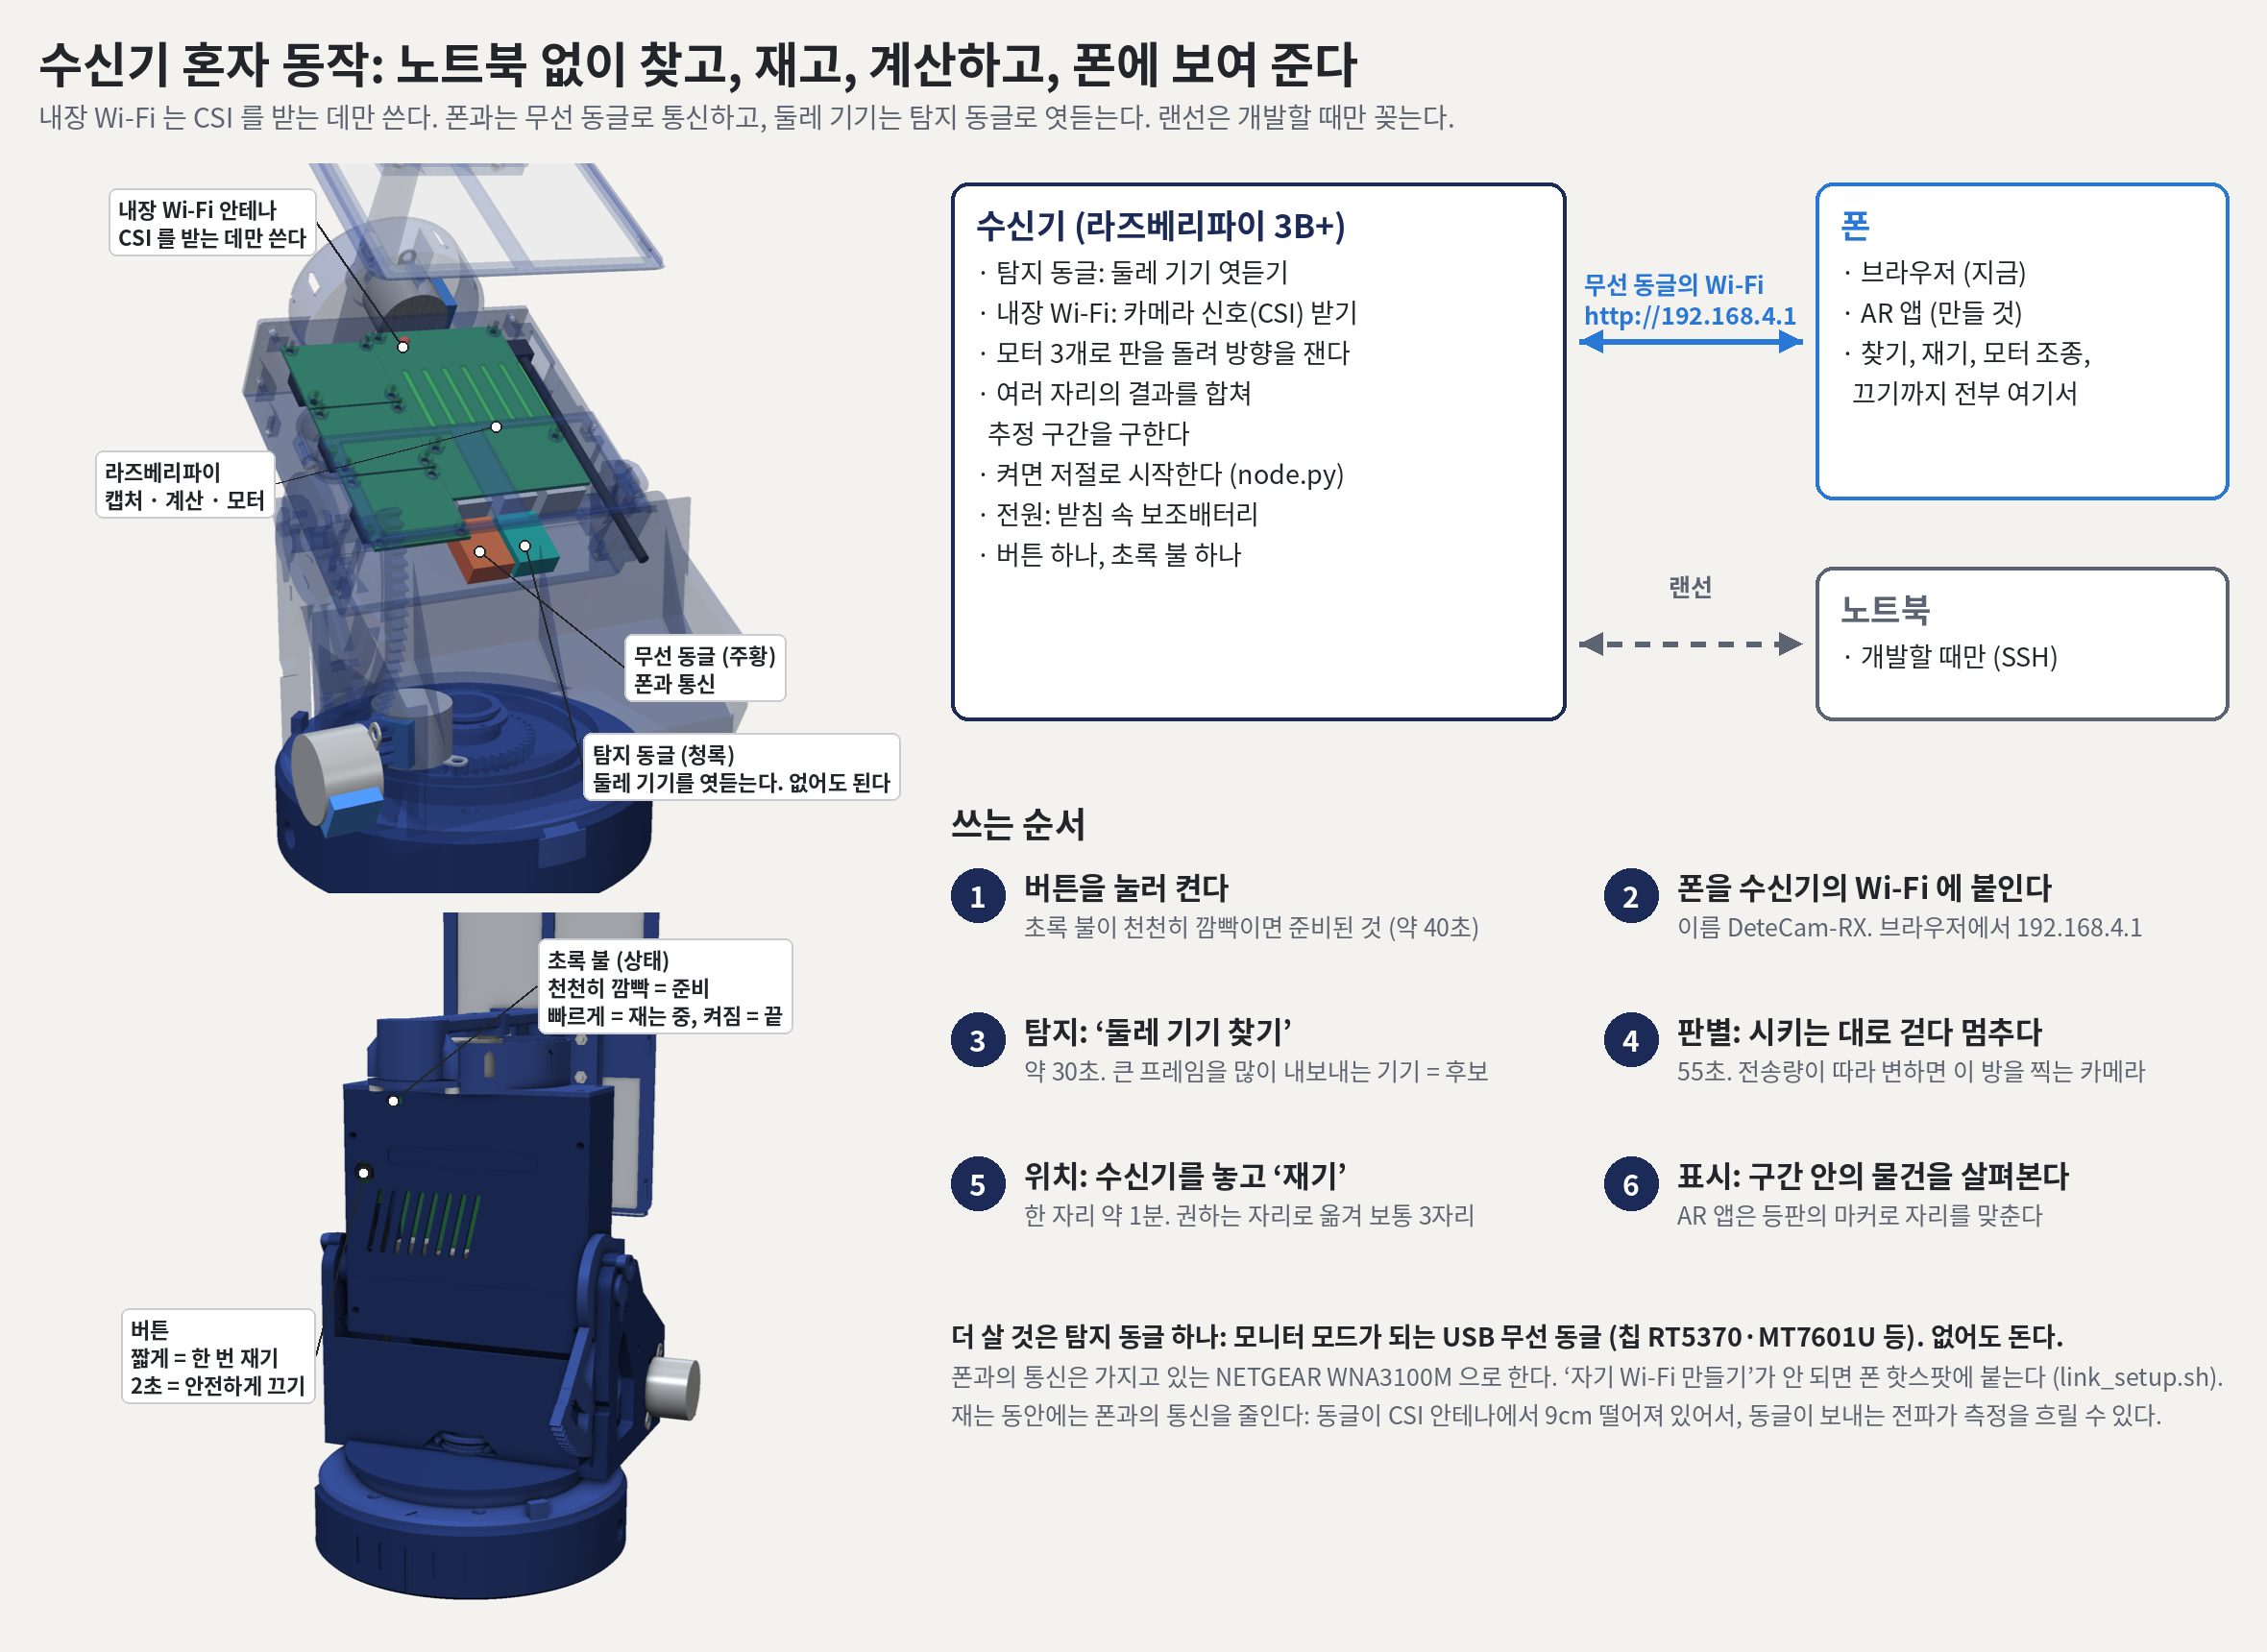 수신기 혼자 동작: 노트북 없이 찾고, 재고, 계산하고, 폰에 보여 준다
내장 Wi-Fi 는 CSI 를 받는 데만 쓴다. 폰과는 무선 동글로 통신하고, 둘레 기기는 탐지 동글로 엿듣는다. 랜선은 개발할 때만 꽂는다.
내장 Wi-Fi 안테나
CSI 를 받는 데만 쓴다
라즈베리파이
캡처 · 계산 · 모터
무선 동글 (주황)
폰과 통신
탐지 동글 (청록)
둘레 기기를 엿듣는다. 없어도 된다
초록 불 (상태)
천천히 깜빡 = 준비
빠르게 = 재는 중, 켜짐 = 끝
버튼
짧게 = 한 번 재기
2초 = 안전하게 끄기
수신기 (라즈베리파이 3B+)
· 탐지 동글: 둘레 기기 엿듣기
· 내장 Wi-Fi: 카메라 신호(CSI) 받기
· 모터 3개로 판을 돌려 방향을 잰다
· 여러 자리의 결과를 합쳐
추정 구간을 구한다
· 켜면 저절로 시작한다 (node.py)
· 전원: 받침 속 보조배터리
· 버튼 하나, 초록 불 하나
무선 동글의 Wi-Fi
http://192.168.4.1
폰
· 브라우저 (지금)
· AR 앱 (만들 것)
· 찾기, 재기, 모터 조종,
끄기까지 전부 여기서
랜선
노트북
· 개발할 때만 (SSH)
쓰는 순서
1 버튼을 눌러 켠다
초록 불이 천천히 깜빡이면 준비된 것 (약 40초)
2 폰을 수신기의 Wi-Fi 에 붙인다
이름 DeteCam-RX. 브라우저에서 192.168.4.1
3 탐지: ‘둘레 기기 찾기’
약 30초. 큰 프레임을 많이 내보내는 기기 = 후보
4 판별: 시키는 대로 걷다 멈추다
55초. 전송량이 따라 변하면 이 방을 찍는 카메라
5 위치: 수신기를 놓고 ‘재기’
한 자리 약 1분. 권하는 자리로 옮겨 보통 3자리
6 표시: 구간 안의 물건을 살펴본다
AR 앱은 등판의 마커로 자리를 맞춘다
더 살 것은 탐지 동글 하나: 모니터 모드가 되는 USB 무선 동글 (칩 RT5370·MT7601U 등). 없어도 돈다.
폰과의 통신은 가지고 있는 NETGEAR WNA3100M 으로 한다. ‘자기 Wi-Fi 만들기’가 안 되면 폰 핫스팟에 붙는다 (link_setup.sh).
재는 동안에는 폰과의 통신을 줄인다: 동글이 CSI 안테나에서 9cm 떨어져 있어서, 동글이 보내는 전파가 측정을 흐릴 수 있다.